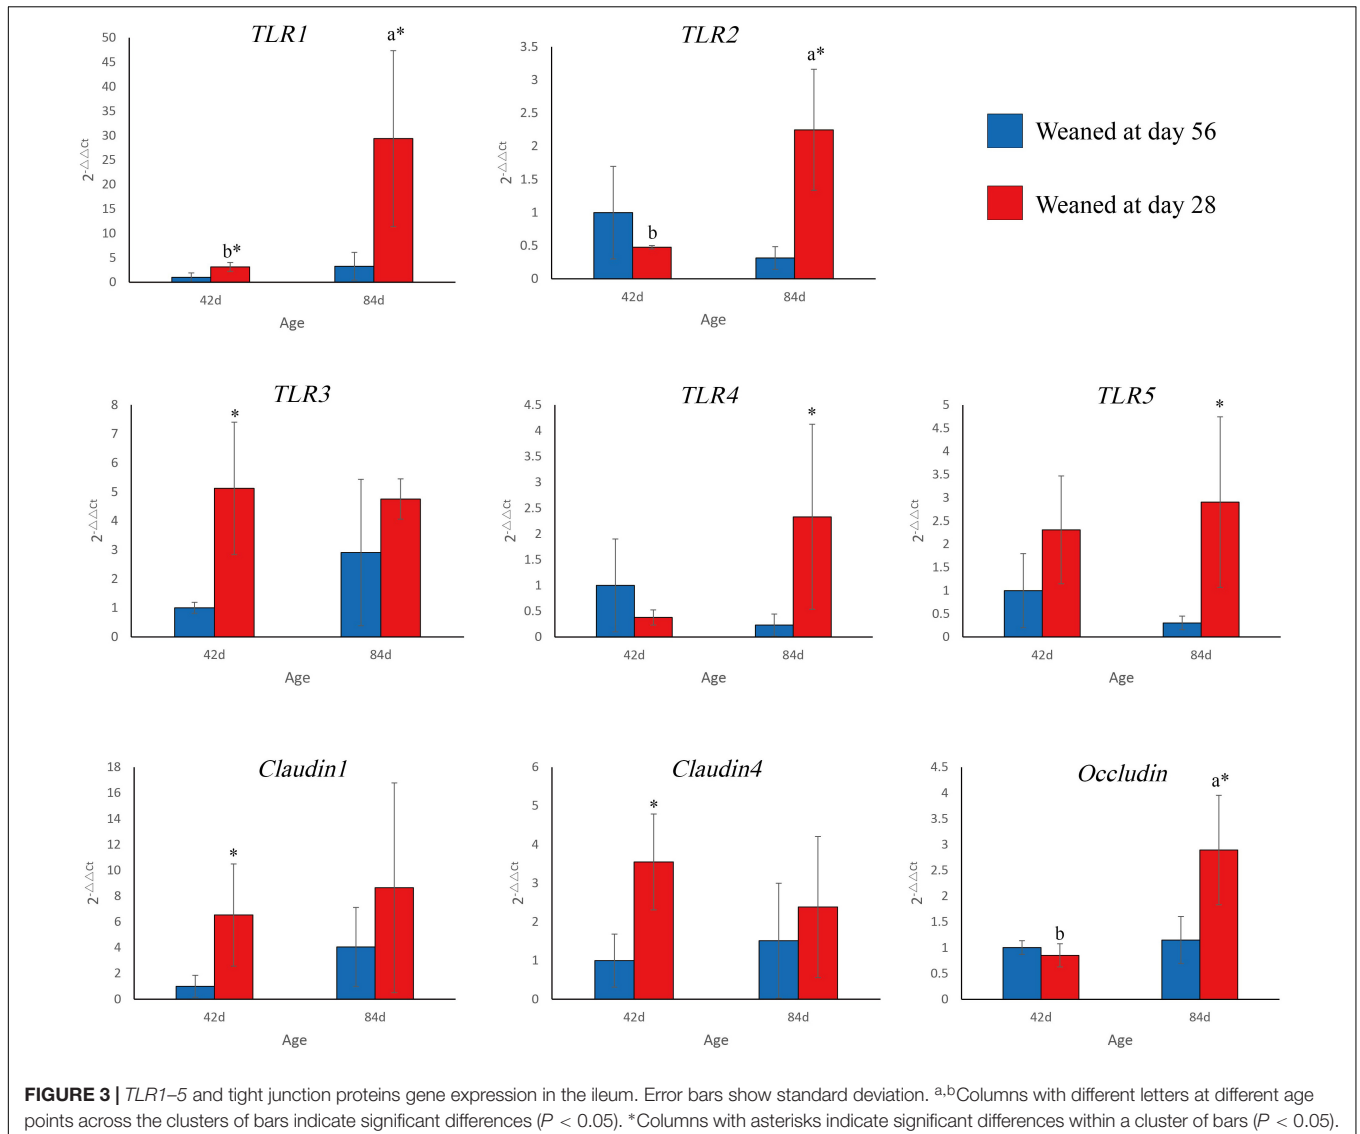 TLR1
a*
50
45
40
35
30
25
20
15
10
5
0
2-△△Ct
b*
42d
84d
Age
TLR2
a*
3.5
3
2.5
2
1.5
1
0.5
0
2-△△Ct
b
42d
84d
Age
Weaned at day 56
Weaned at day 28
TLR3
8
7
6
5
4
3
2
1
0
2-△△Ct
*
42d
84d
Age
TLR4
4.5
4
3.5
3
2.5
2
1.5
1
0.5
0
2-△△Ct
*
42d
84d
Age
TLR5
5
4.5
4
3.5
3
2.5
2
1.5
1
0.5
0
2-△△Ct
*
42d
84d
Age
Claudin1
18
16
14
12
10
8
6
4
2
0
2-△△Ct
*
42d
84d
Age
Claudin4
6
5
4
3
2
1
0
2-△△Ct
*
42d
84d
Age
Occludin
4.5
4
3.5
3
2.5
2
1.5
1
0.5
0
2-△△Ct
a*
b
42d
84d
Age
FIGURE 3 | TLR1–5 and tight junction proteins gene expression in the ileum. Error bars show standard deviation. a,bColumns with different letters at different age
points across the clusters of bars indicate significant differences (P < 0.05). *Columns with asterisks indicate significant differences within a cluster of bars (P < 0.05).